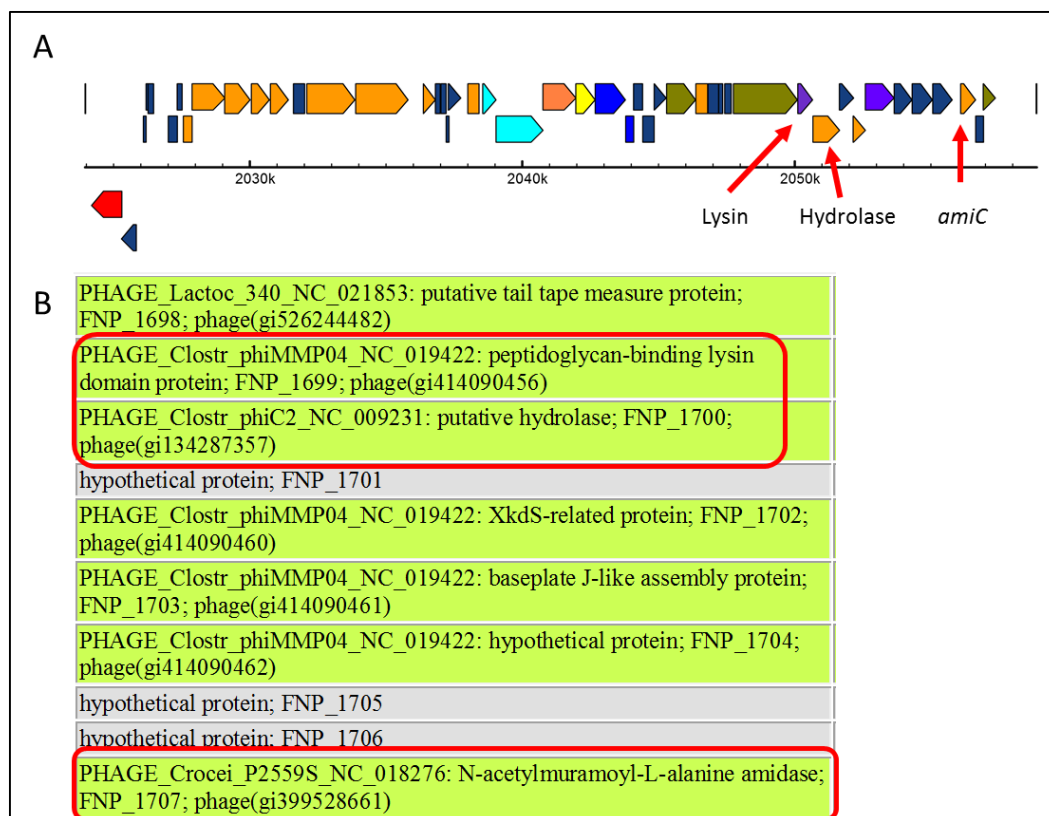 A
2030k
2040k
2050k
Lysin
Hydrolase
amiC
B
PHAGE_Lactoc_340_NC_021853: putative tail tape measure protein;
FNP_1698; phage(gi526244482)
PHAGE_Clostr_phiMMP04_NC_019422: peptidoglycan-binding lysin
domain protein; FNP_1699; phage(gi414090456)
PHAGE_Clostr_phiC2_NC_009231: putative hydrolase; FNP_1700;
phage(gi134287357)
hypothetical protein; FNP_1701
PHAGE_Clostr_phiMMP04_NC_019422: XkdS-related protein; FNP_1702;
phage(gi414090460)
PHAGE_Clostr_phiMMP04_NC_019422: baseplate J-like assembly protein;
FNP_1703; phage(gi414090461)
PHAGE_Clostr_phiMMP04_NC_019422: hypothetical protein; FNP_1704;
phage(gi414090462)
hypothetical protein; FNP_1705
hypothetical protein; FNP_1706
PHAGE_Crocei_P2559S_NC_018276: N-acetylmuramoyl-L-alanine amidase;
FNP_1707; phage(gi399528661)